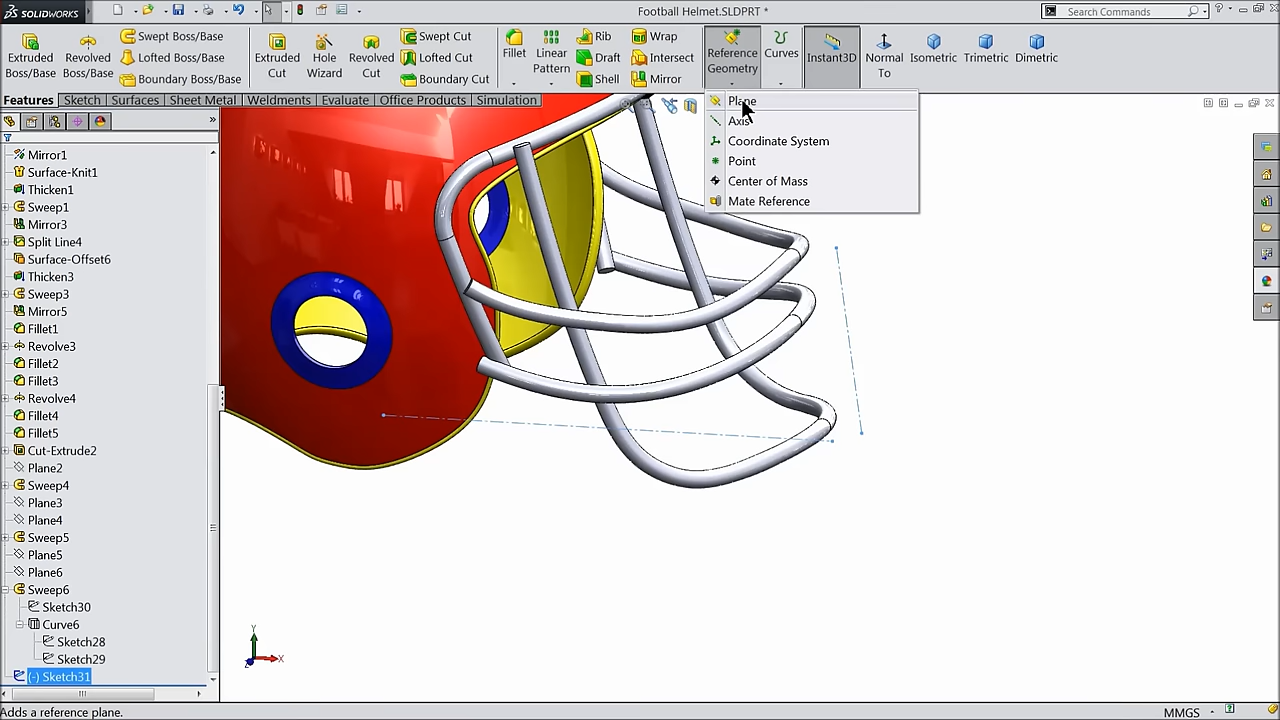 SOLIDWORKS
Football Helmet.SLDPRT *
Search Commands
Extruded Boss/Base
Revolved Boss/Base
Swept Boss/Base
Lofted Boss/Base
Boundary Boss/Base
Extruded Cut
Hole Wizard
Revolved Cut
Swept Cut
Lofted Cut
Boundary Cut
Fillet
Linear Pattern
Rib
Draft
Shell
Wrap
Intersect
Mirror
Reference Geometry
Curves
Instant3D
Normal To
Isometric
Trimetric
Dimetric
Features
Sketch
Surfaces
Sheet Metal
Weldments
Evaluate
Office Products
Simulation
Plane
Axis
Coordinate System
Point
Center of Mass
Mate Reference
Mirror1
Surface-Knit1
Thicken1
Sweep1
Mirror3
Split Line4
Surface-Offset6
Thicken3
Sweep3
Mirror5
Fillet1
Revolve3
Fillet2
Fillet3
Revolve4
Fillet4
Fillet5
Cut-Extrude2
Plane2
Sweep4
Plane3
Plane4
Sweep5
Plane5
Plane6
Sweep6
Sketch30
Curve6
Sketch28
Sketch29
(-) Sketch31
Y
X
Z
Adds a reference plane.
MMGS